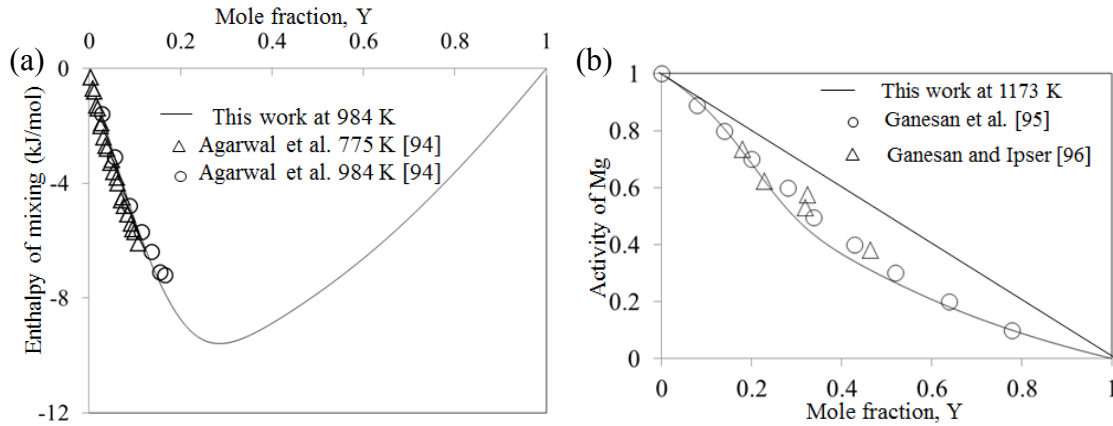 (a)
Mole fraction, Y
0 0.2 0.4 0.6 0.8 1
0
-4
-8
-12
Enthalpy of mixing (kJ/mol)
This work at 984 K
Agarwal et al. 775 K [94]
Agarwal et al. 984 K [94]
(b)
1
0.8
0.6
0.4
0.2
0
Activity of Mg
This work at 1173 K
Ganesan et al. [95]
Ganesan and Ipser [96]
0 0.2 0.4 0.6 0.8 1
Mole fraction, Y